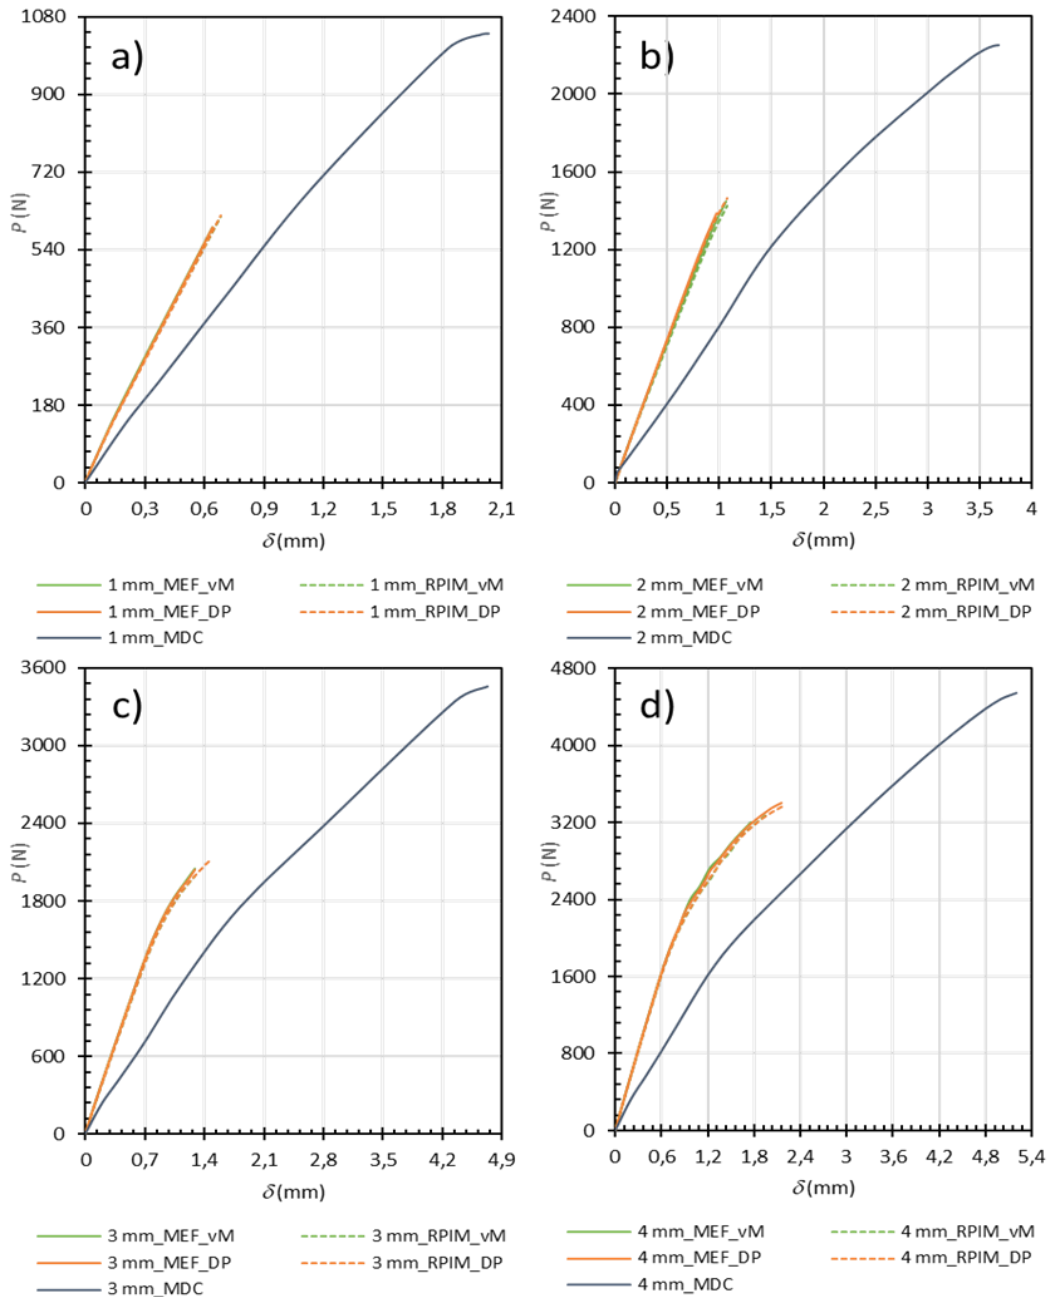 a)
1080
900
720
540
360
180
0
P (N)
0 0,3 0,6 0,9 1,2 1,5 1,8 2,1
δ (mm)
1 mm_MEF_vM 1 mm_RPIM_vM
1 mm_MEF_DP 1 mm_RPIM_DP
1 mm_MDC
b)
2400
2000
1600
1200
800
400
0
P (N)
0 0,5 1 1,5 2 2,5 3 3,5 4
δ (mm)
2 mm_MEF_vM 2 mm_RPIM_vM
2 mm_MEF_DP 2 mm_RPIM_DP
2 mm_MDC
c)
3600
3000
2400
1800
1200
600
0
P (N)
0 0,7 1,4 2,1 2,8 3,5 4,2 4,9
δ (mm)
3 mm_MEF_vM 3 mm_RPIM_vM
3 mm_MEF_DP 3 mm_RPIM_DP
3 mm_MDC
d)
4800
4000
3200
2400
1600
800
0
P (N)
0 0,6 1,2 1,8 2,4 3 3,6 4,2 4,8 5,4
δ (mm)
4 mm_MEF_vM 4 mm_RPIM_vM
4 mm_MEF_DP 4 mm_RPIM_DP
4 mm_MDC